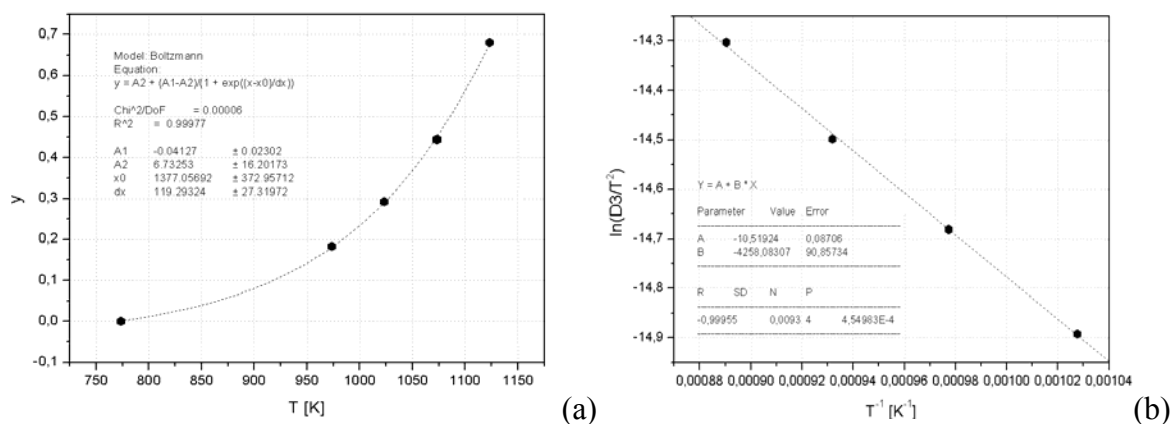 0,7
0,6
0,5
0,4
0,3
0,2
0,1
0,0
-0,1
y
Model: Boltzmann
Equation:
y = A2 + (A1-A2)/(1 + exp((x-x0)/dx))
Chi^2/DoF = 0.00006
R^2 = 0.99977
A1 -0.04127 ± 0.02302
A2 6.73253 ± 16.20173
x0 1377.05692 ± 372.95712
dx 119.29324 ± 27.31972
750 800 850 900 950 1000 1050 1100 1150
T [K]
(a)
-14,3
-14,4
-14,5
-14,6
-14,7
-14,8
-14,9
ln(D3/T²)
Y = A + B * X
Parameter Value Error
A -10,51924 0,08706
B -4258,08307 90,85734
R SD N P
-0,99955 0,0093 4 4,54983E-4
0,00088 0,00090 0,00092 0,00094 0,00096 0,00098 0,00100 0,00102 0,00104
T⁻¹ [K⁻¹]
(b)